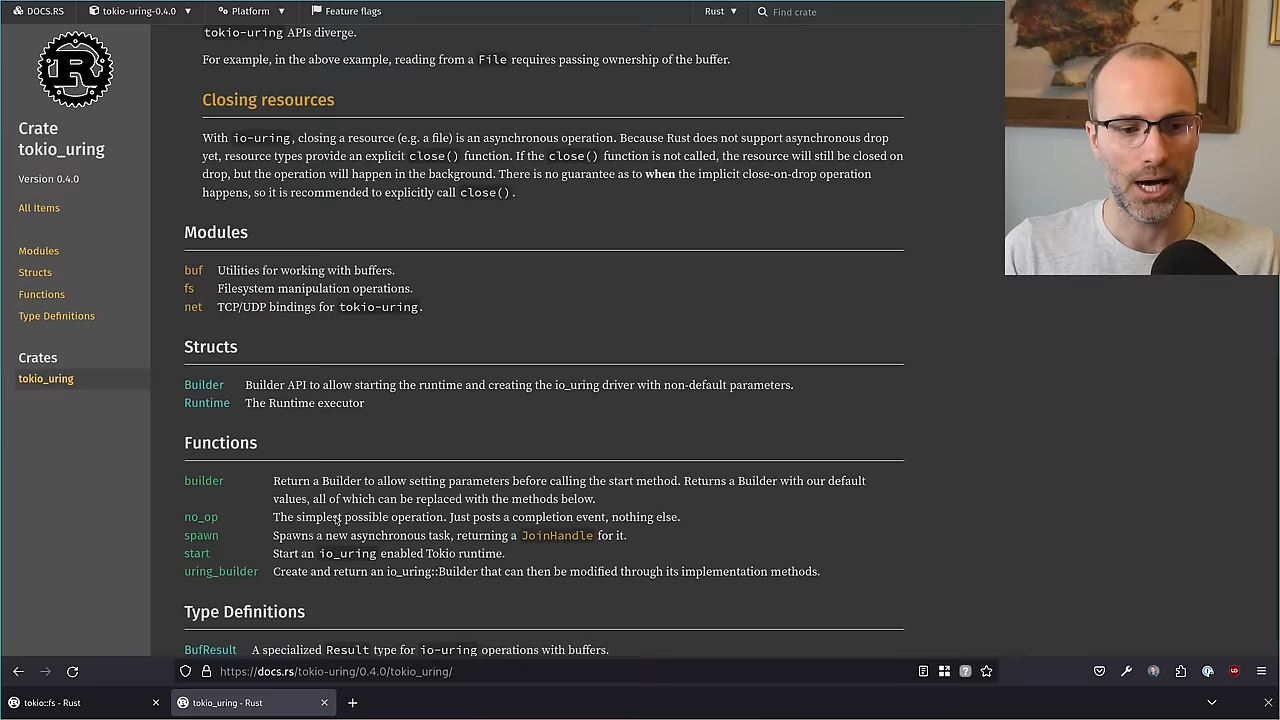 DOCS.RS
tokio-uring-0.4.0
Platform
Feature flags
Rust
Find crate
Crate
tokio_uring
Version 0.4.0
All Items
Modules
Structs
Functions
Type Definitions
Crates
tokio_uring
tokio-uring APIs diverge.
For example, in the above example, reading from a File requires passing ownership of the buffer.
Closing resources
With io-uring, closing a resource (e.g. a file) is an asynchronous operation. Because Rust does not support asynchronous drop
yet, resource types provide an explicit close() function. If the close() function is not called, the resource will still be closed on
drop, but the operation will happen in the background. There is no guarantee as to when the implicit close-on-drop operation
happens, so it is recommended to explicitly call close().
Modules
buf Utilities for working with buffers.
fs Filesystem manipulation operations.
net TCP/UDP bindings for tokio-uring.
Structs
Builder Builder API to allow starting the runtime and creating the io_uring driver with non-default parameters.
Runtime The Runtime executor
Functions
builder Return a Builder to allow setting parameters before calling the start method. Returns a Builder with our default
values, all of which can be replaced with the methods below.
no_op The simplest possible operation. Just posts a completion event, nothing else.
spawn Spawns a new asynchronous task, returning a JoinHandle for it.
start Start an io_uring enabled Tokio runtime.
uring_builder Create and return an io_uring::Builder that can then be modified through its implementation methods.
Type Definitions
BufResult A specialized Result type for io-uring operations with buffers.
https://docs.rs/tokio-uring/0.4.0/tokio_uring/
tokio::fs - Rust
tokio_uring - Rust